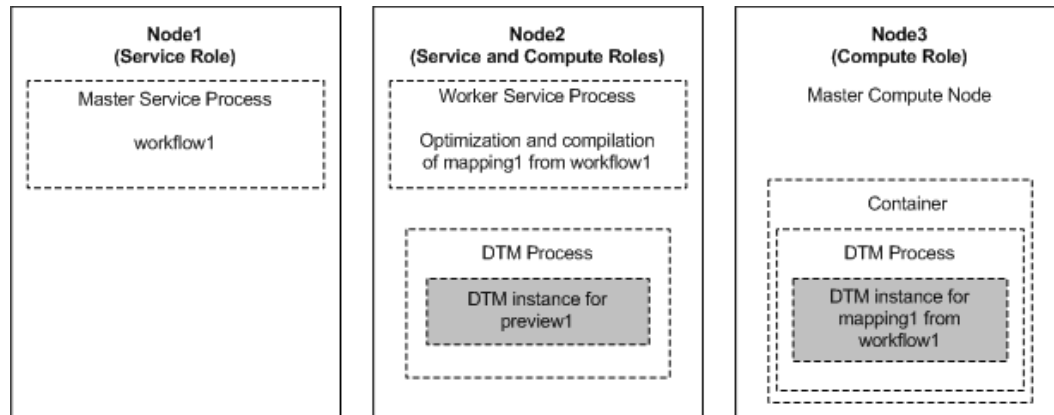 Node1
(Service Role)
Master Service Process
workflow1
Node2
(Service and Compute Roles)
Worker Service Process
Optimization and compilation
of mapping1 from workflow1
DTM Process
DTM instance for
preview1
Node3
(Compute Role)
Master Compute Node
Container
DTM Process
DTM instance for
mapping1 from
workflow1